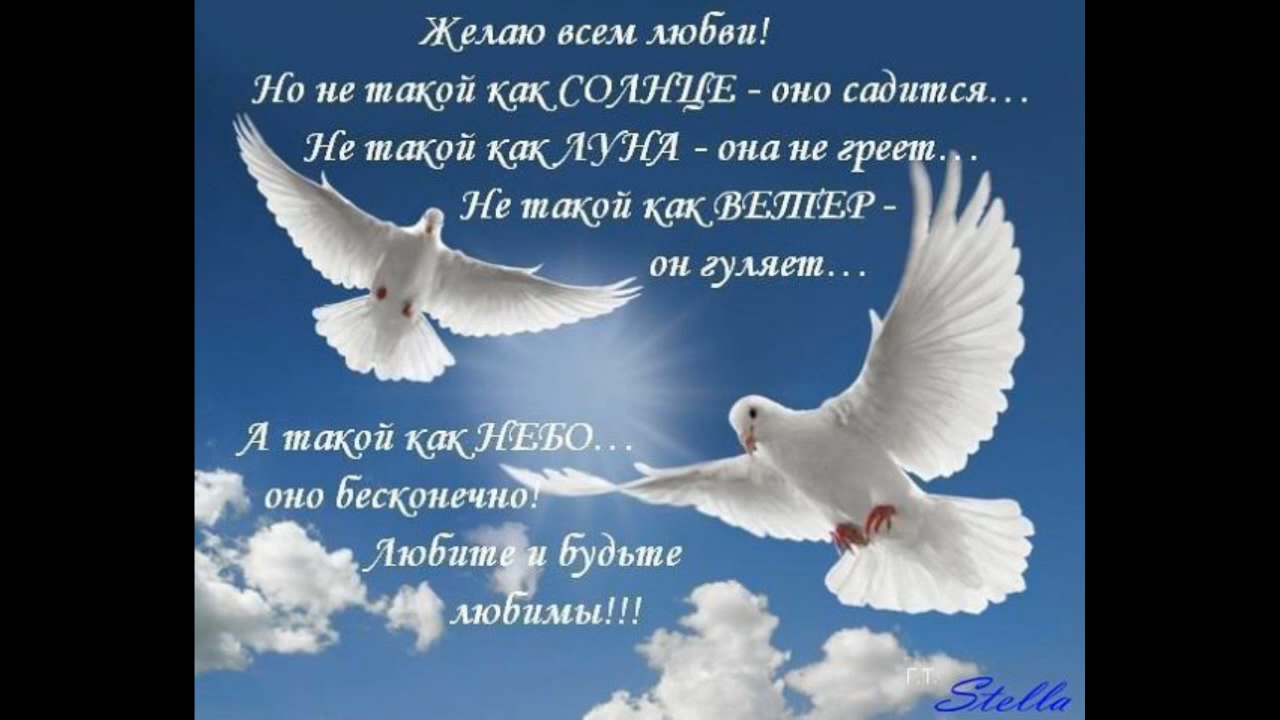 Желаю всем любви!
Но не такой как СОЛНЦЕ - оно садится...
Не такой как ЛУНА - она не греет...
Не такой как ВЕТЕР -
он гуляет...
А такой как НЕБО...
оно бесконечно!
Любите и будьте
любимы!!!
Г.Т.
Stella